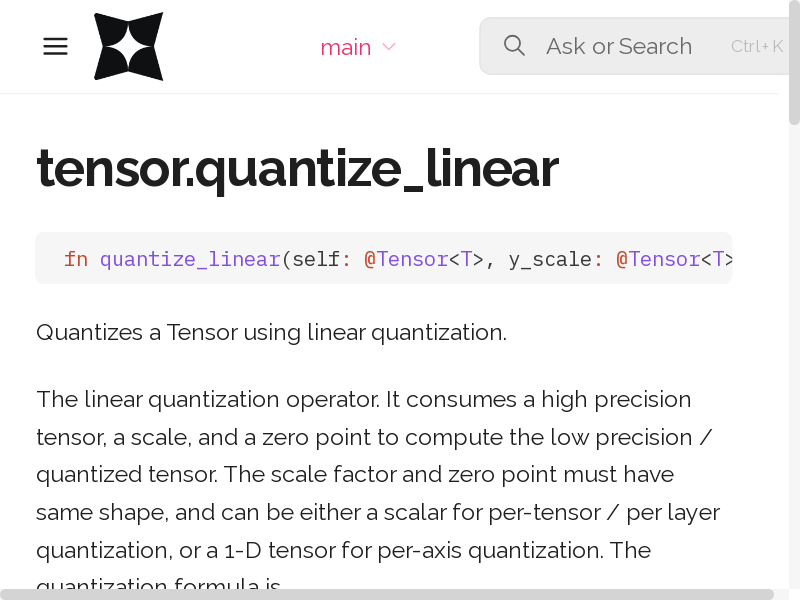 main
Ask or Search
Ctrl+K
tensor.quantize_linear
fn quantize_linear(self: @Tensor<T>, y_scale: @Tensor<T>
Quantizes a Tensor using linear quantization.
The linear quantization operator. It consumes a high precision
tensor, a scale, and a zero point to compute the low precision /
quantized tensor. The scale factor and zero point must have
same shape, and can be either a scalar for per-tensor / per layer
quantization, or a 1-D tensor for per-axis quantization. The
quantization formula is